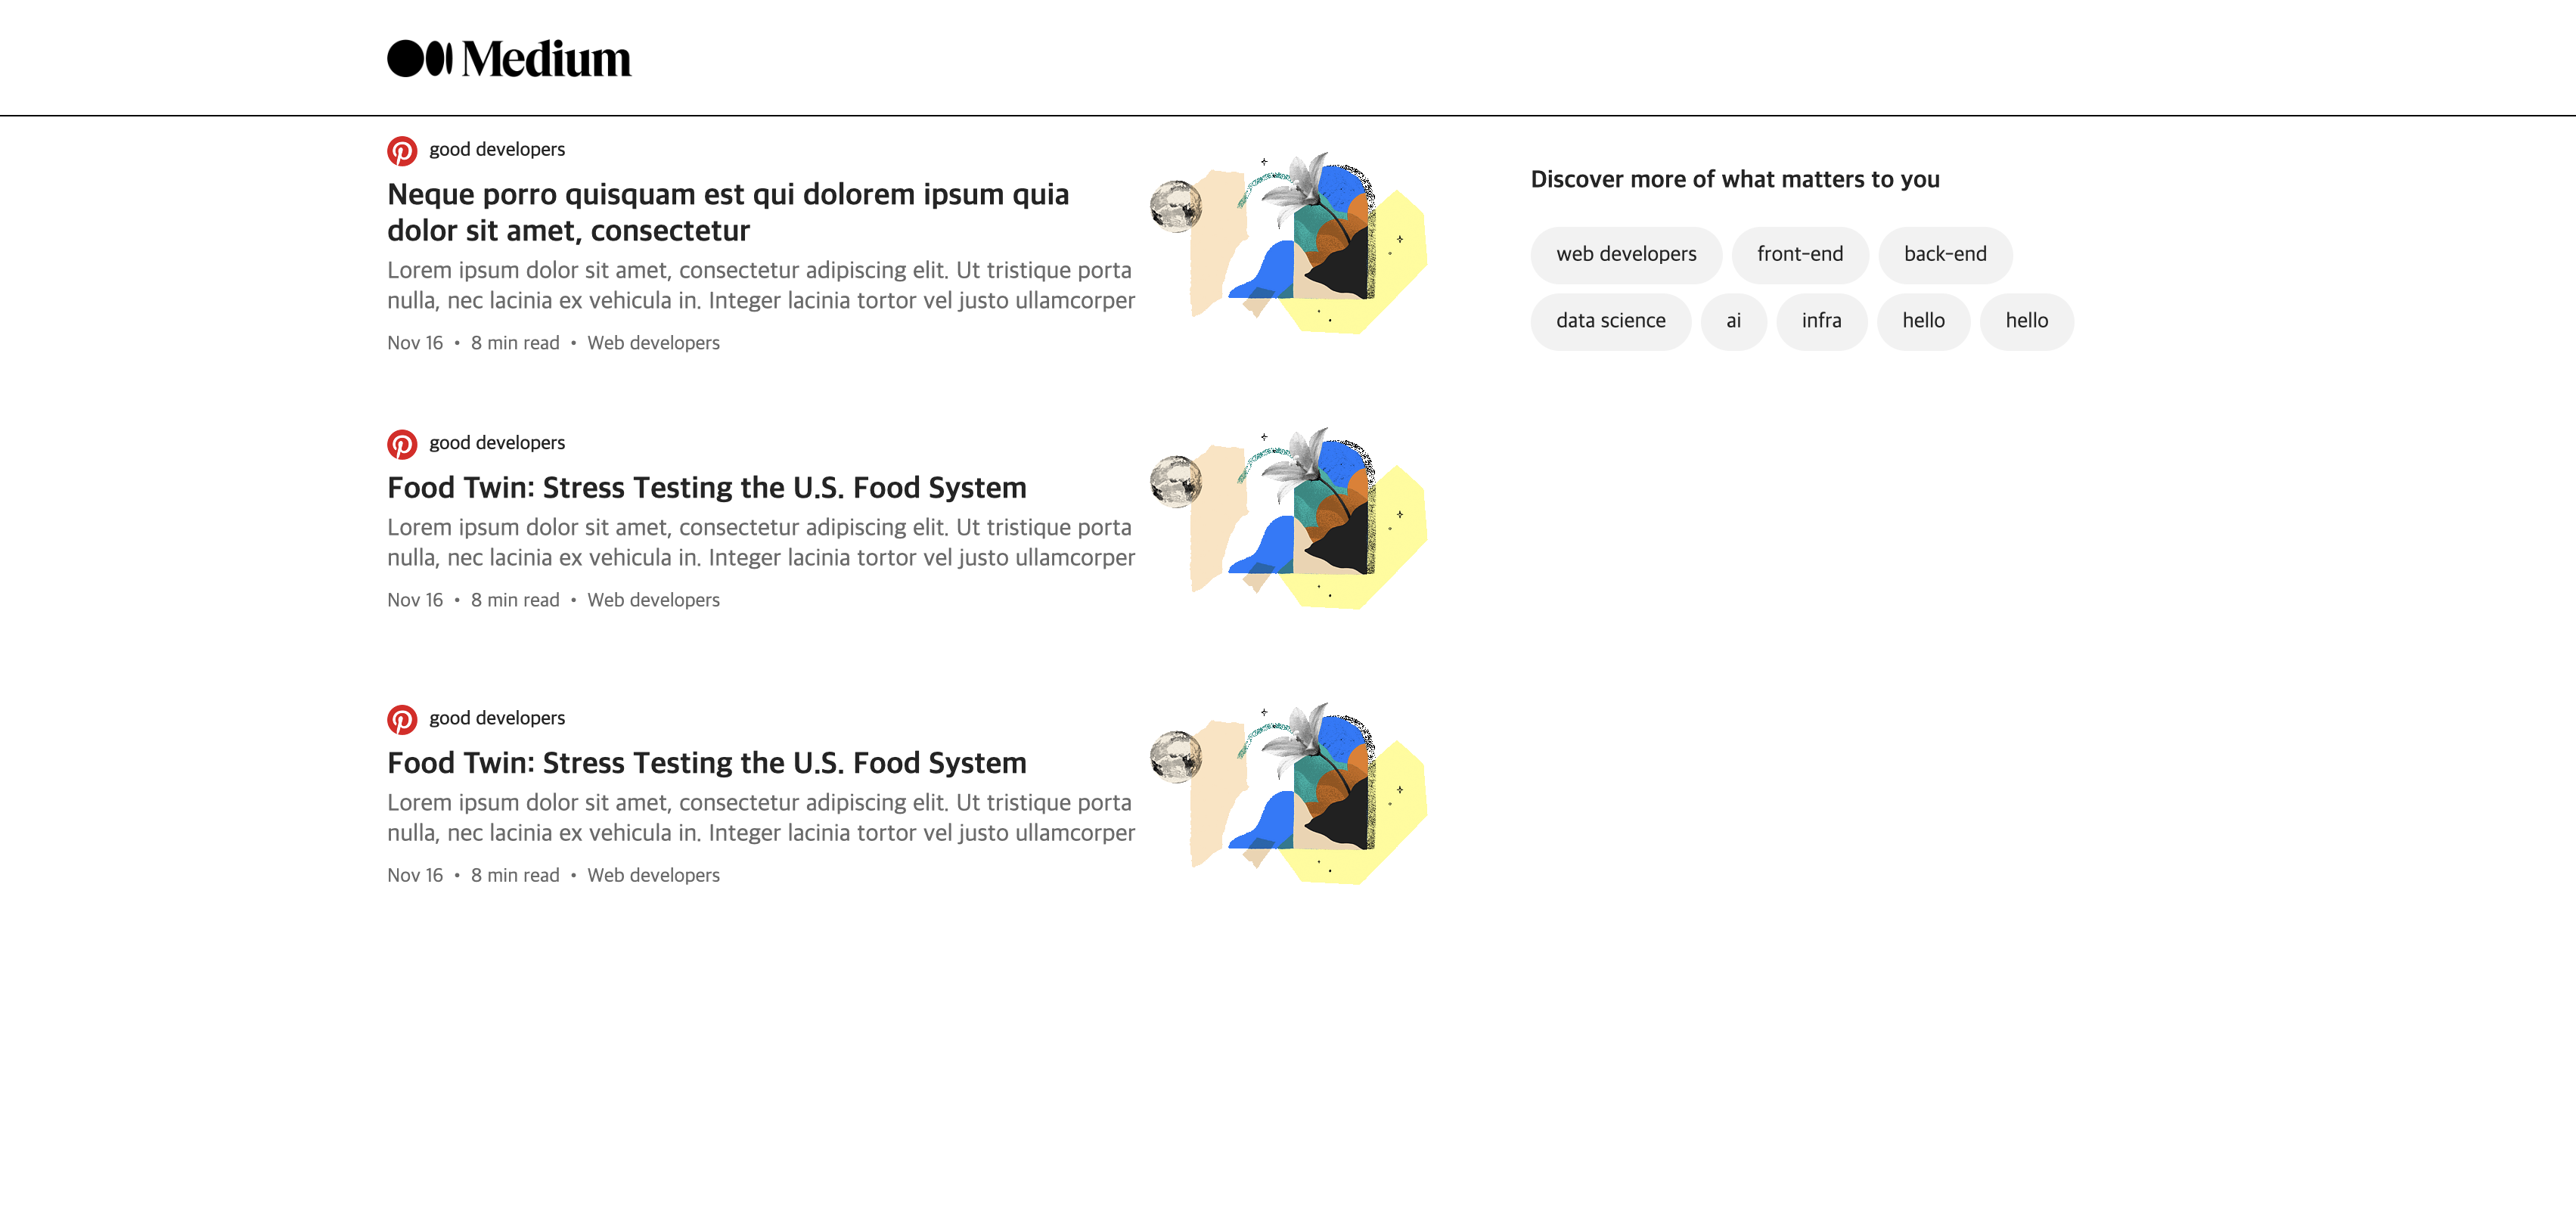 Medium
good developers
Neque porro quisquam est qui dolorem ipsum quia
dolor sit amet, consectetur
Lorem ipsum dolor sit amet, consectetur adipiscing elit. Ut tristique porta
nulla, nec lacinia ex vehicula in. Integer lacinia tortor vel justo ullamcorper
Nov 16 • 8 min read • Web developers
good developers
Food Twin: Stress Testing the U.S. Food System
Lorem ipsum dolor sit amet, consectetur adipiscing elit. Ut tristique porta
nulla, nec lacinia ex vehicula in. Integer lacinia tortor vel justo ullamcorper
Nov 16 • 8 min read • Web developers
good developers
Food Twin: Stress Testing the U.S. Food System
Lorem ipsum dolor sit amet, consectetur adipiscing elit. Ut tristique porta
nulla, nec lacinia ex vehicula in. Integer lacinia tortor vel justo ullamcorper
Nov 16 • 8 min read • Web developers
Discover more of what matters to you
web developers front-end back-end
data science ai infra hello hello